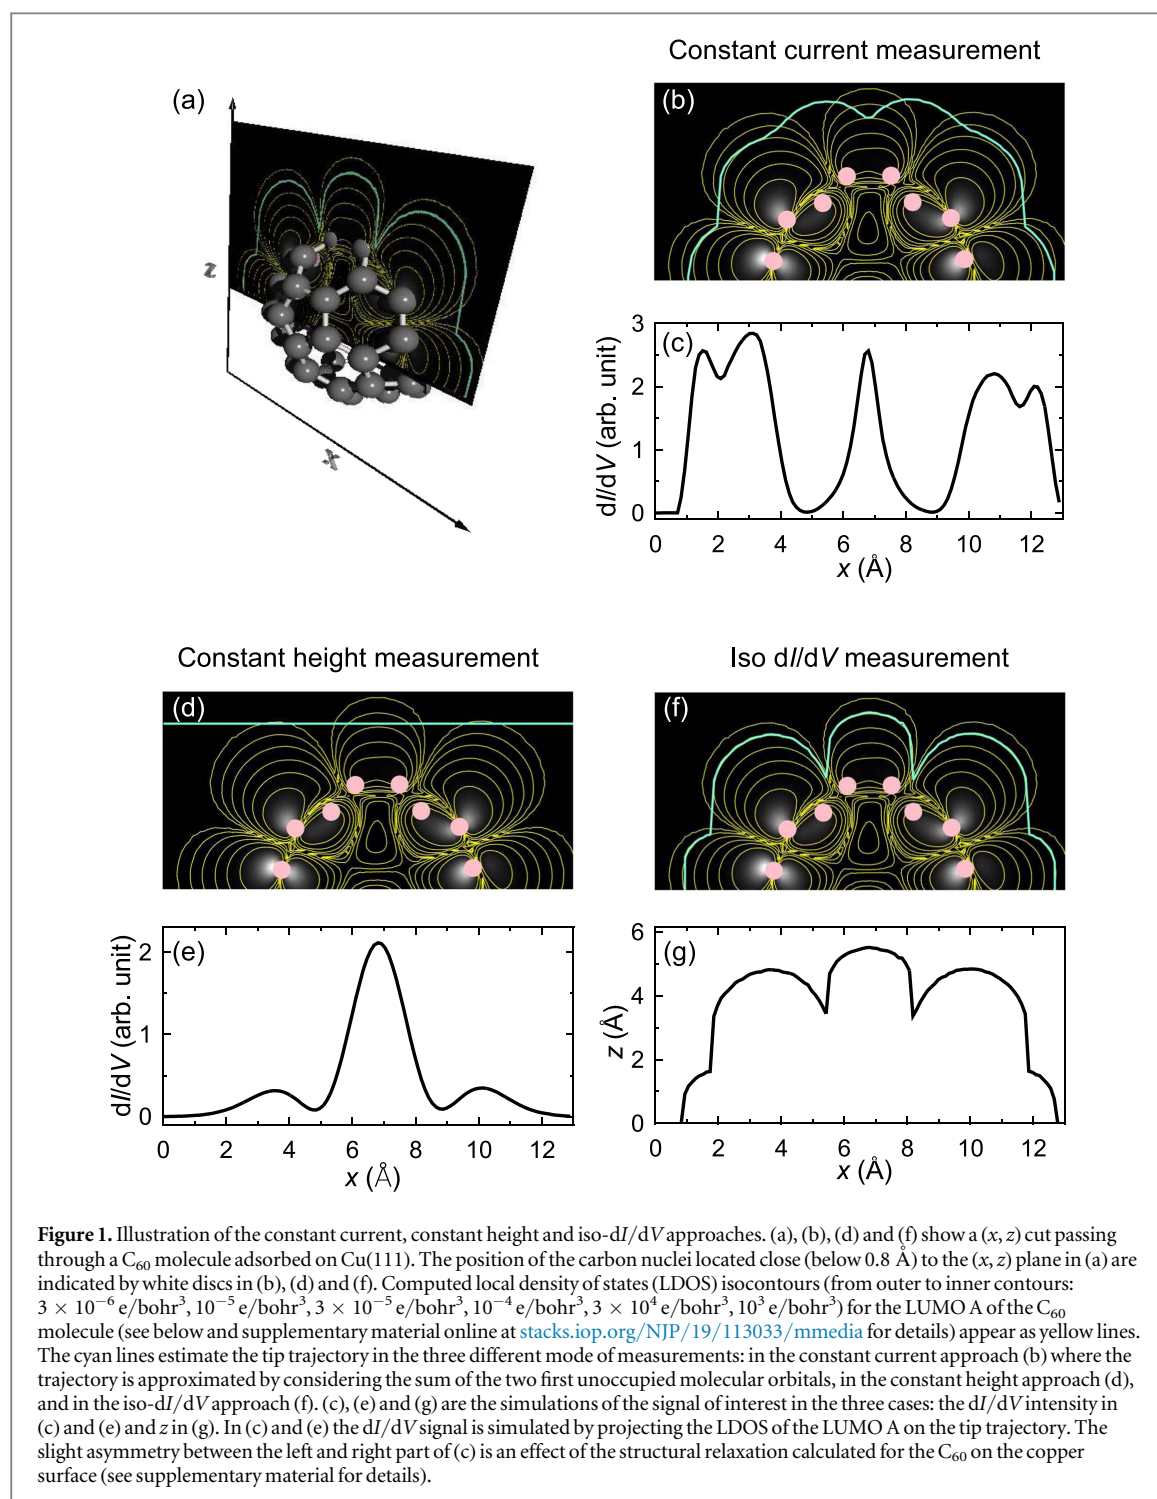 Constant current measurement
(a)
(b)
z
x
(c)
3
2
1
0
dI/dV (arb. unit)
0 2 4 6 8 10 12
x (Å)
Constant height measurement
Iso dI/dV measurement
(d)
(f)
(e)
2
1
0
dI/dV (arb. unit)
0 2 4 6 8 10 12
x (Å)
(g)
6
4
2
0
z (Å)
0 2 4 6 8 10 12
x (Å)
Figure 1. Illustration of the constant current, constant height and iso-dI/dV approaches. (a), (b), (d) and (f) show a (x, z) cut passing
through a C₆₀ molecule adsorbed on Cu(111). The position of the carbon nuclei located close (below 0.8 Å) to the (x, z) plane in (a) are
indicated by white discs in (b), (d) and (f). Computed local density of states (LDOS) isocontours (from outer to inner contours:
3 × 10⁻⁶ e/bohr³, 10⁻⁵ e/bohr³, 3 × 10⁻⁵ e/bohr³, 10⁻⁴ e/bohr³, 3 × 10⁴ e/bohr³, 10³ e/bohr³) for the LUMO A of the C₆₀
molecule (see below and supplementary material online at stacks.iop.org/NJP/19/113033/mmedia for details) appear as yellow lines.
The cyan lines estimate the tip trajectory in the three different mode of measurements: in the constant current approach (b) where the
trajectory is approximated by considering the sum of the two first unoccupied molecular orbitals, in the constant height approach (d),
and in the iso-dI/dV approach (f). (c), (e) and (g) are the simulations of the signal of interest in the three cases: the dI/dV intensity in
(c) and (e) and z in (g). In (c) and (e) the dI/dV signal is simulated by projecting the LDOS of the LUMO A on the tip trajectory. The
slight asymmetry between the left and right part of (c) is an effect of the structural relaxation calculated for the C₆₀ on the copper
surface (see supplementary material for details).